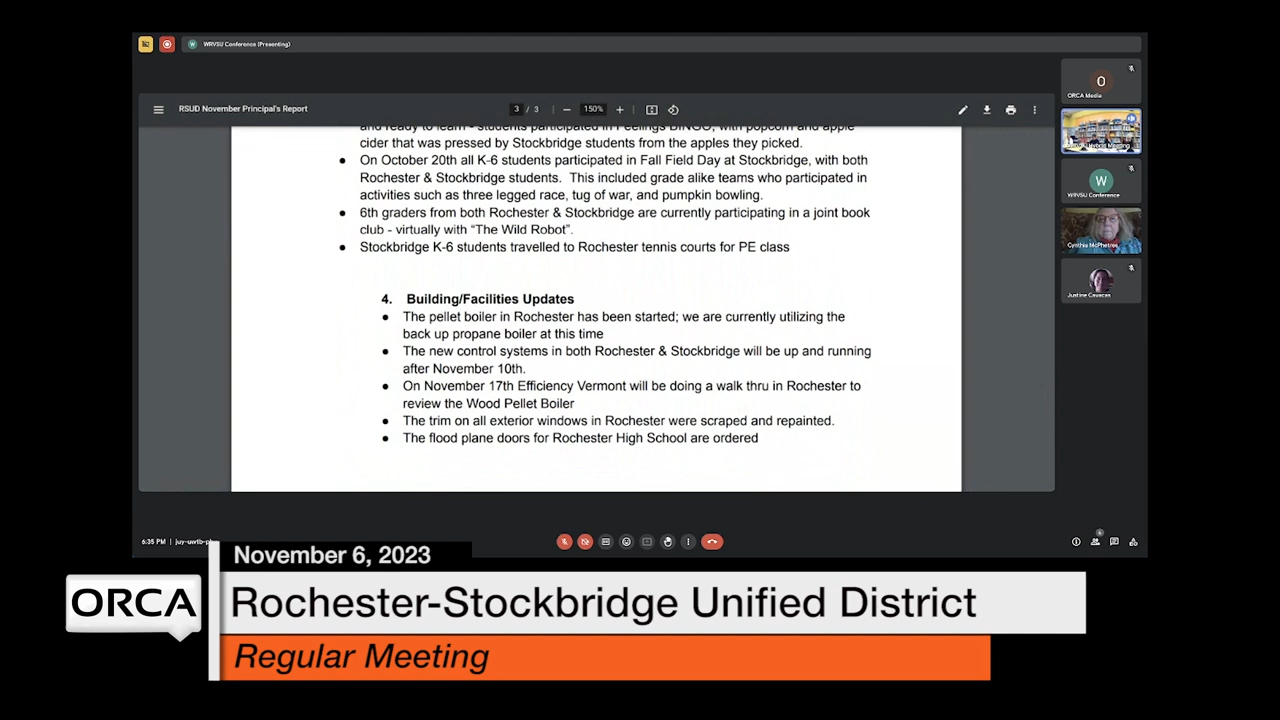 WRVSU Conference (Presenting)
O
ORCA Media
RSUD November Principal's Report
3 / 3
150%
Hybrid Meeting
W
WRVSU Conference
Cynthia McPhetres
Justine Cavacas
and ready to learn - students participated in Feelings BINGO, with popcorn and apple
cider that was pressed by Stockbridge students from the apples they picked.
On October 20th all K-6 students participated in Fall Field Day at Stockbridge, with both
Rochester & Stockbridge students. This included grade alike teams who participated in
activities such as three legged race, tug of war, and pumpkin bowling.
6th graders from both Rochester & Stockbridge are currently participating in a joint book
club - virtually with “The Wild Robot”.
Stockbridge K-6 students travelled to Rochester tennis courts for PE class
4. Building/Facilities Updates
The pellet boiler in Rochester has been started; we are currently utilizing the
back up propane boiler at this time
The new control systems in both Rochester & Stockbridge will be up and running
after November 10th.
On November 17th Efficiency Vermont will be doing a walk thru in Rochester to
review the Wood Pellet Boiler
The trim on all exterior windows in Rochester were scraped and repainted.
The flood plane doors for Rochester High School are ordered
6:35 PM
November 6, 2023
ORCA
Rochester-Stockbridge Unified District
Regular Meeting